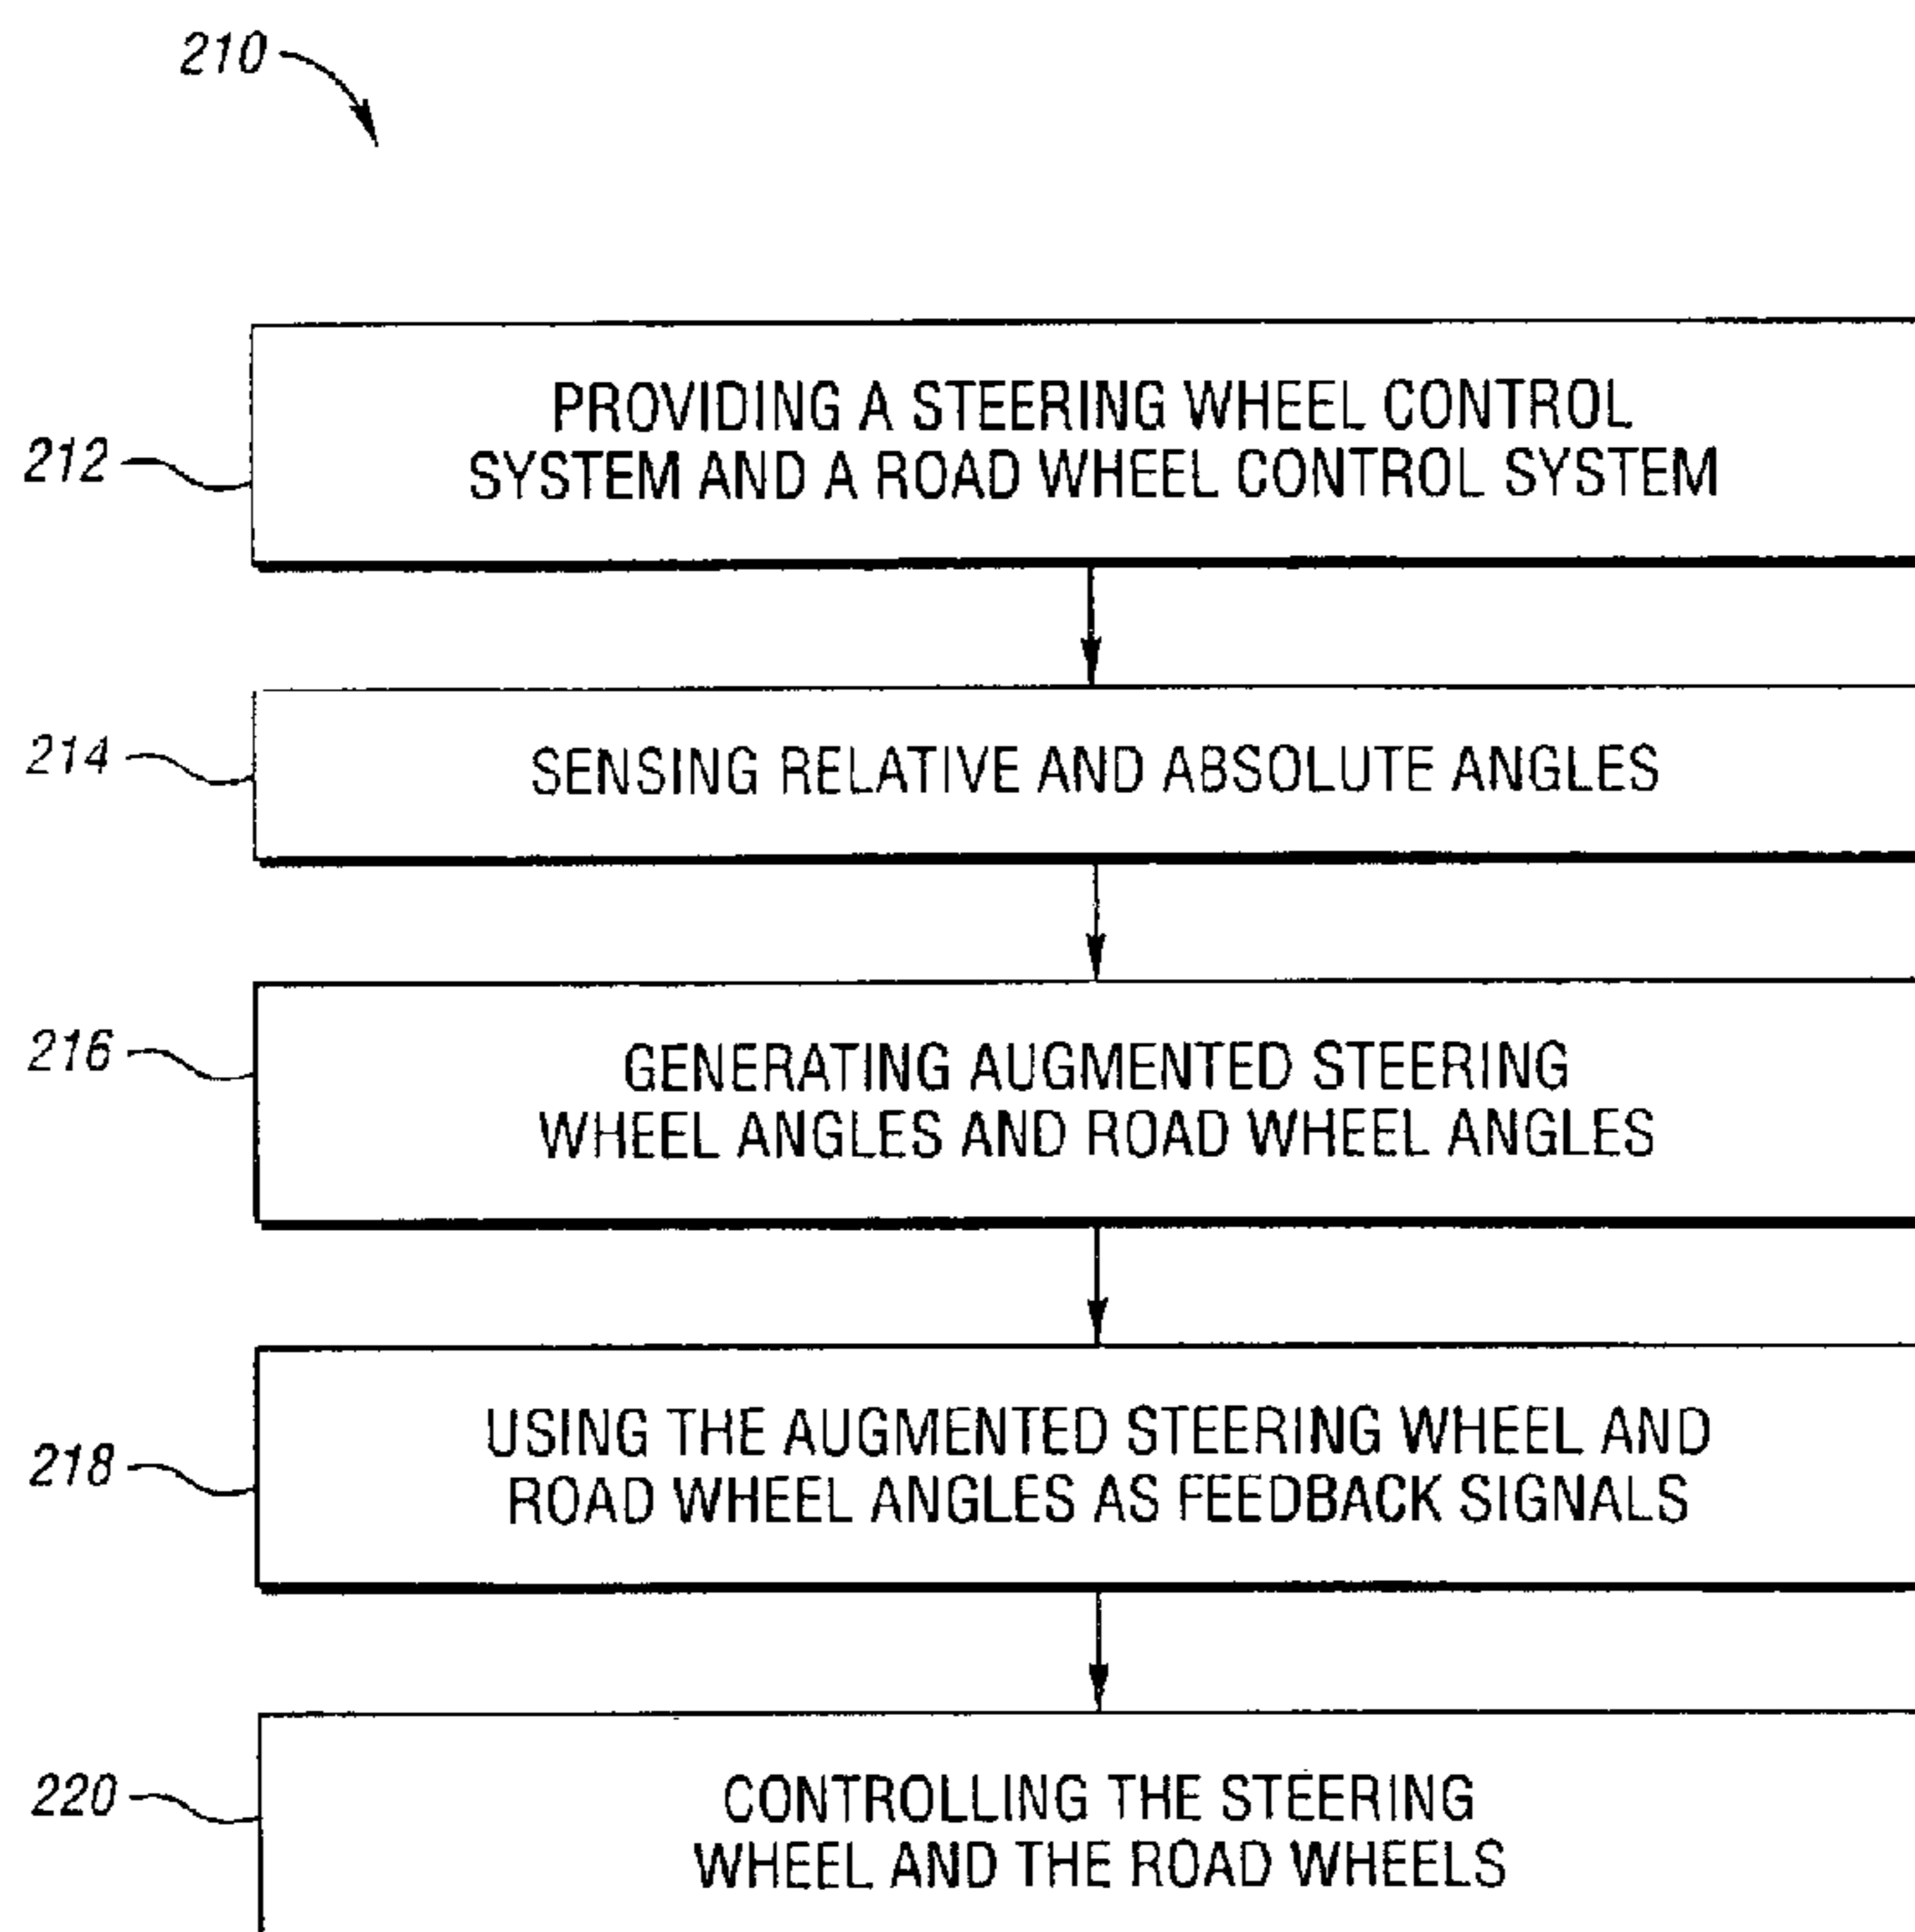 210
212
PROVIDING A STEERING WHEEL CONTROL
SYSTEM AND A ROAD WHEEL CONTROL SYSTEM
214
SENSING RELATIVE AND ABSOLUTE ANGLES
216
GENERATING AUGMENTED STEERING
WHEEL ANGLES AND ROAD WHEEL ANGLES
218
USING THE AUGMENTED STEERING WHEEL AND
ROAD WHEEL ANGLES AS FEEDBACK SIGNALS
220
CONTROLLING THE STEERING
WHEEL AND THE ROAD WHEELS